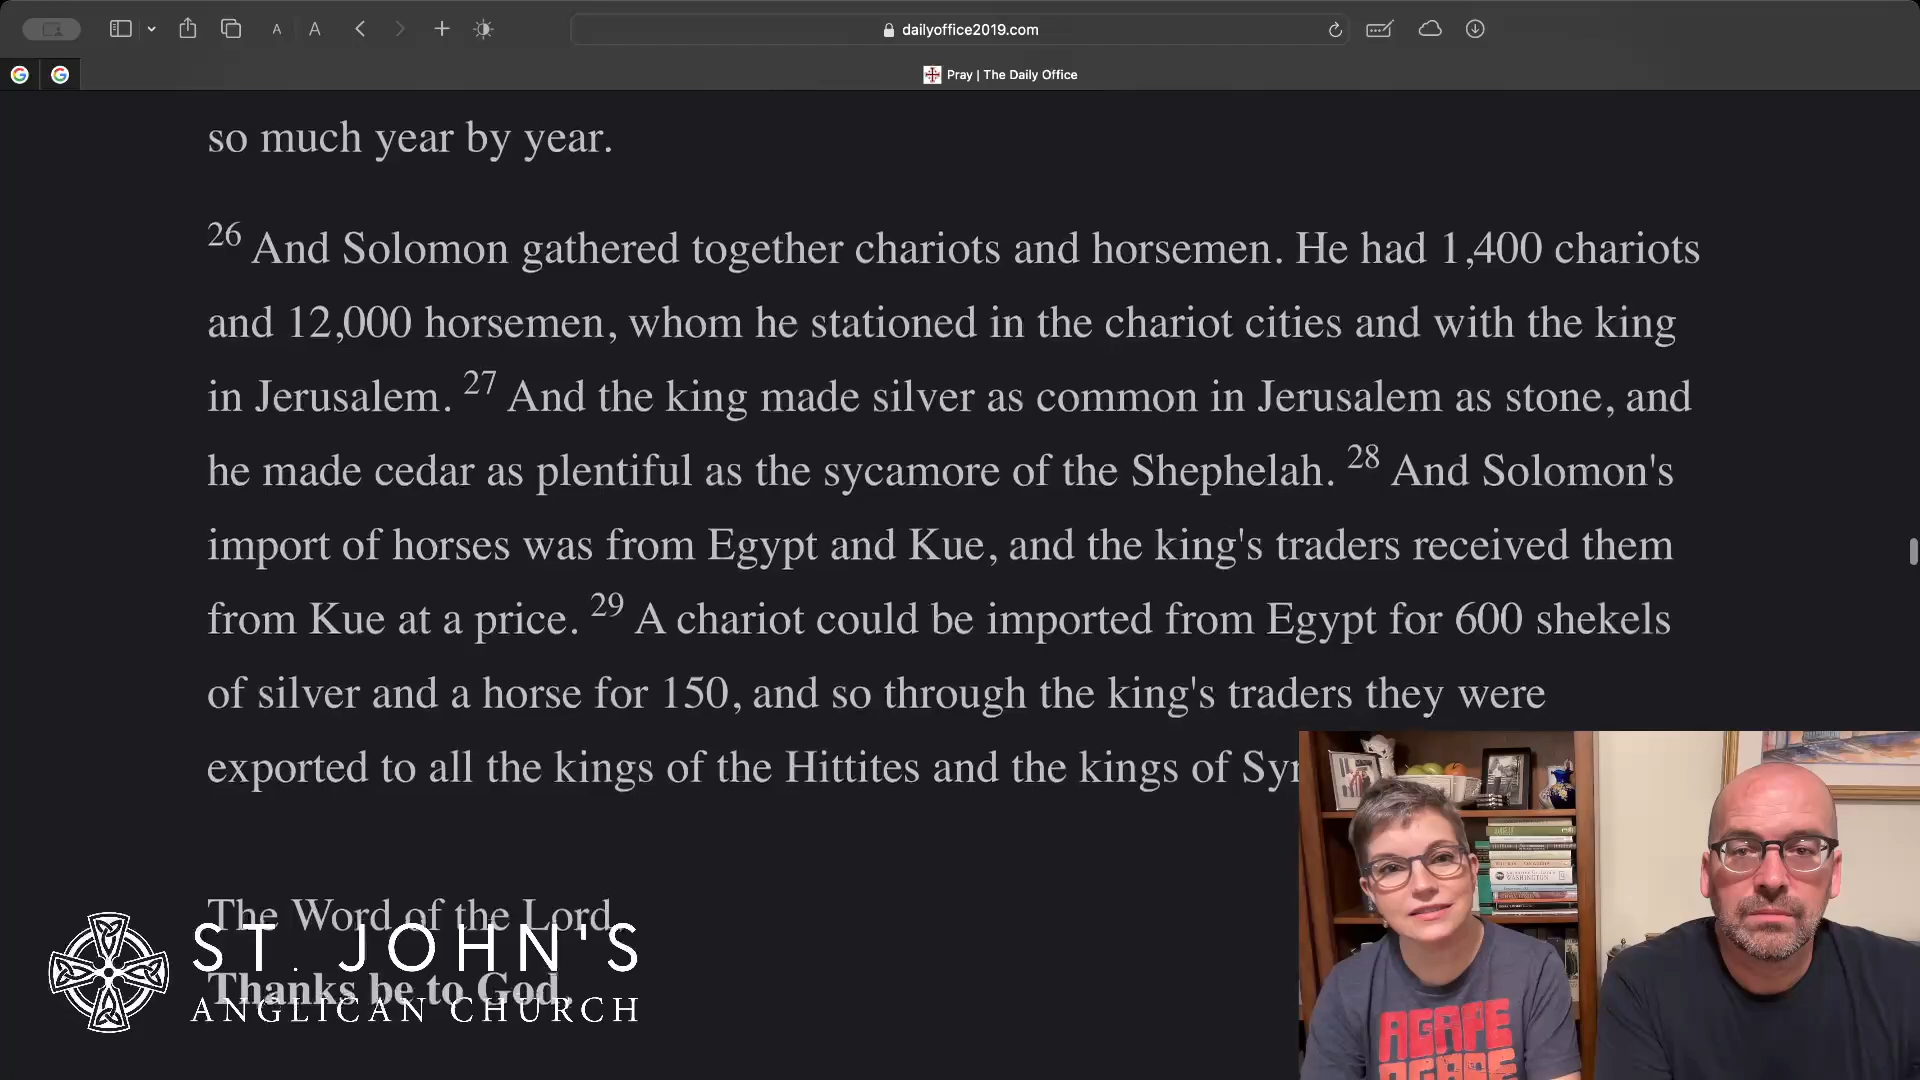 dailyoffice2019.com
Pray | The Daily Office
so much year by year.
26 And Solomon gathered together chariots and horsemen. He had 1,400 chariots
and 12,000 horsemen, whom he stationed in the chariot cities and with the king
in Jerusalem. 27 And the king made silver as common in Jerusalem as stone, and
he made cedar as plentiful as the sycamore of the Shephelah. 28 And Solomon's
import of horses was from Egypt and Kue, and the king's traders received them
from Kue at a price. 29 A chariot could be imported from Egypt for 600 shekels
of silver and a horse for 150, and so through the king's traders they were
exported to all the kings of the Hittites and the kings of Syr
The Word of the Lord
Thanks be to God.
ST. JOHN'S
ANGLICAN CHURCH
WASHINGTON
AGAPE
AGAPE